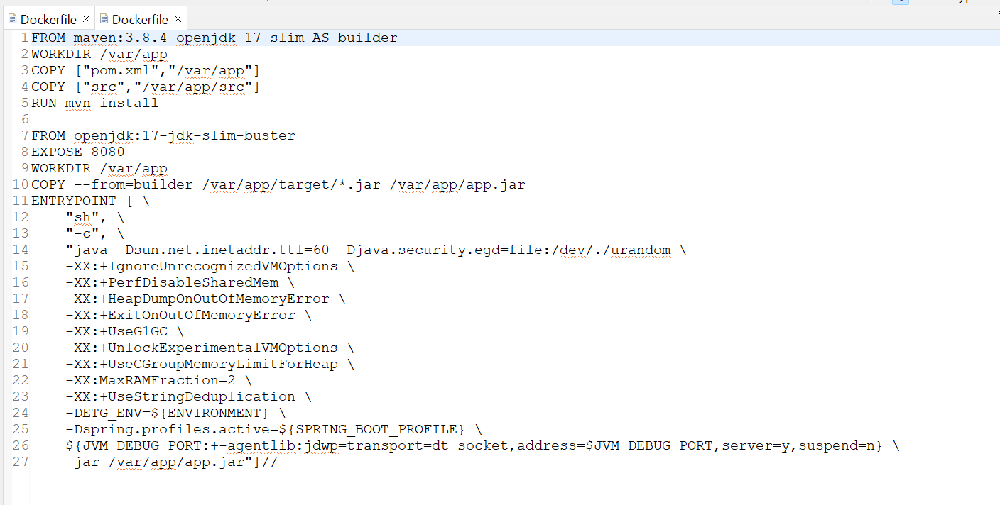 Dockerfile × Dockerfile ×
1 FROM maven:3.8.4-openjdk-17-slim AS builder
2 WORKDIR /var/app
3 COPY ["pom.xml","/var/app"]
4 COPY ["src","/var/app/src"]
5 RUN mvn install
6
7 FROM openjdk:17-jdk-slim-buster
8 EXPOSE 8080
9 WORKDIR /var/app
10 COPY --from=builder /var/app/target/*.jar /var/app/app.jar
11 ENTRYPOINT [ \
12     "sh", \
13     "-c", \
14     "java -Dsun.net.inetaddr.ttl=60 -Djava.security.egd=file:/dev/./urandom \
15     -XX:+IgnoreUnrecognizedVMOptions \
16     -XX:+PerfDisableSharedMem \
17     -XX:+HeapDumpOnOutOfMemoryError \
18     -XX:+ExitOnOutOfMemoryError \
19     -XX:+UseG1GC \
20     -XX:+UnlockExperimentalVMOptions \
21     -XX:+UseCGroupMemoryLimitForHeap \
22     -XX:MaxRAMFraction=2 \
23     -XX:+UseStringDeduplication \
24     -DETG_ENV=${ENVIRONMENT} \
25     -Dspring.profiles.active=${SPRING_BOOT_PROFILE} \
26     ${JVM_DEBUG_PORT:+-agentlib:jdwp=transport=dt_socket,address=$JVM_DEBUG_PORT,server=y,suspend=n} \
27     -jar /var/app/app.jar"]//